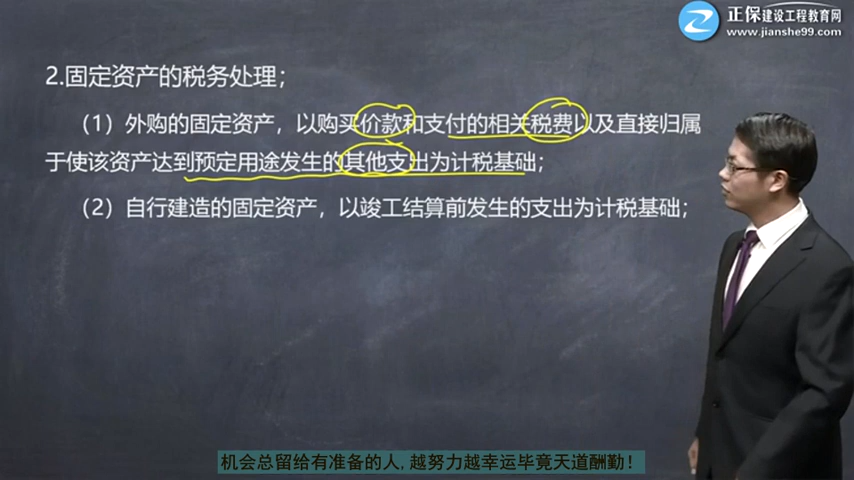 正保建设工程教育网
www.jianshe99.com
2.固定资产的税务处理；
（1）外购的固定资产，以购买价款和支付的相关税费以及直接归属
于使该资产达到预定用途发生的其他支出为计税基础；
（2）自行建造的固定资产，以竣工结算前发生的支出为计税基础；
机会总留给有准备的人,越努力越幸运毕竟天道酬勤！